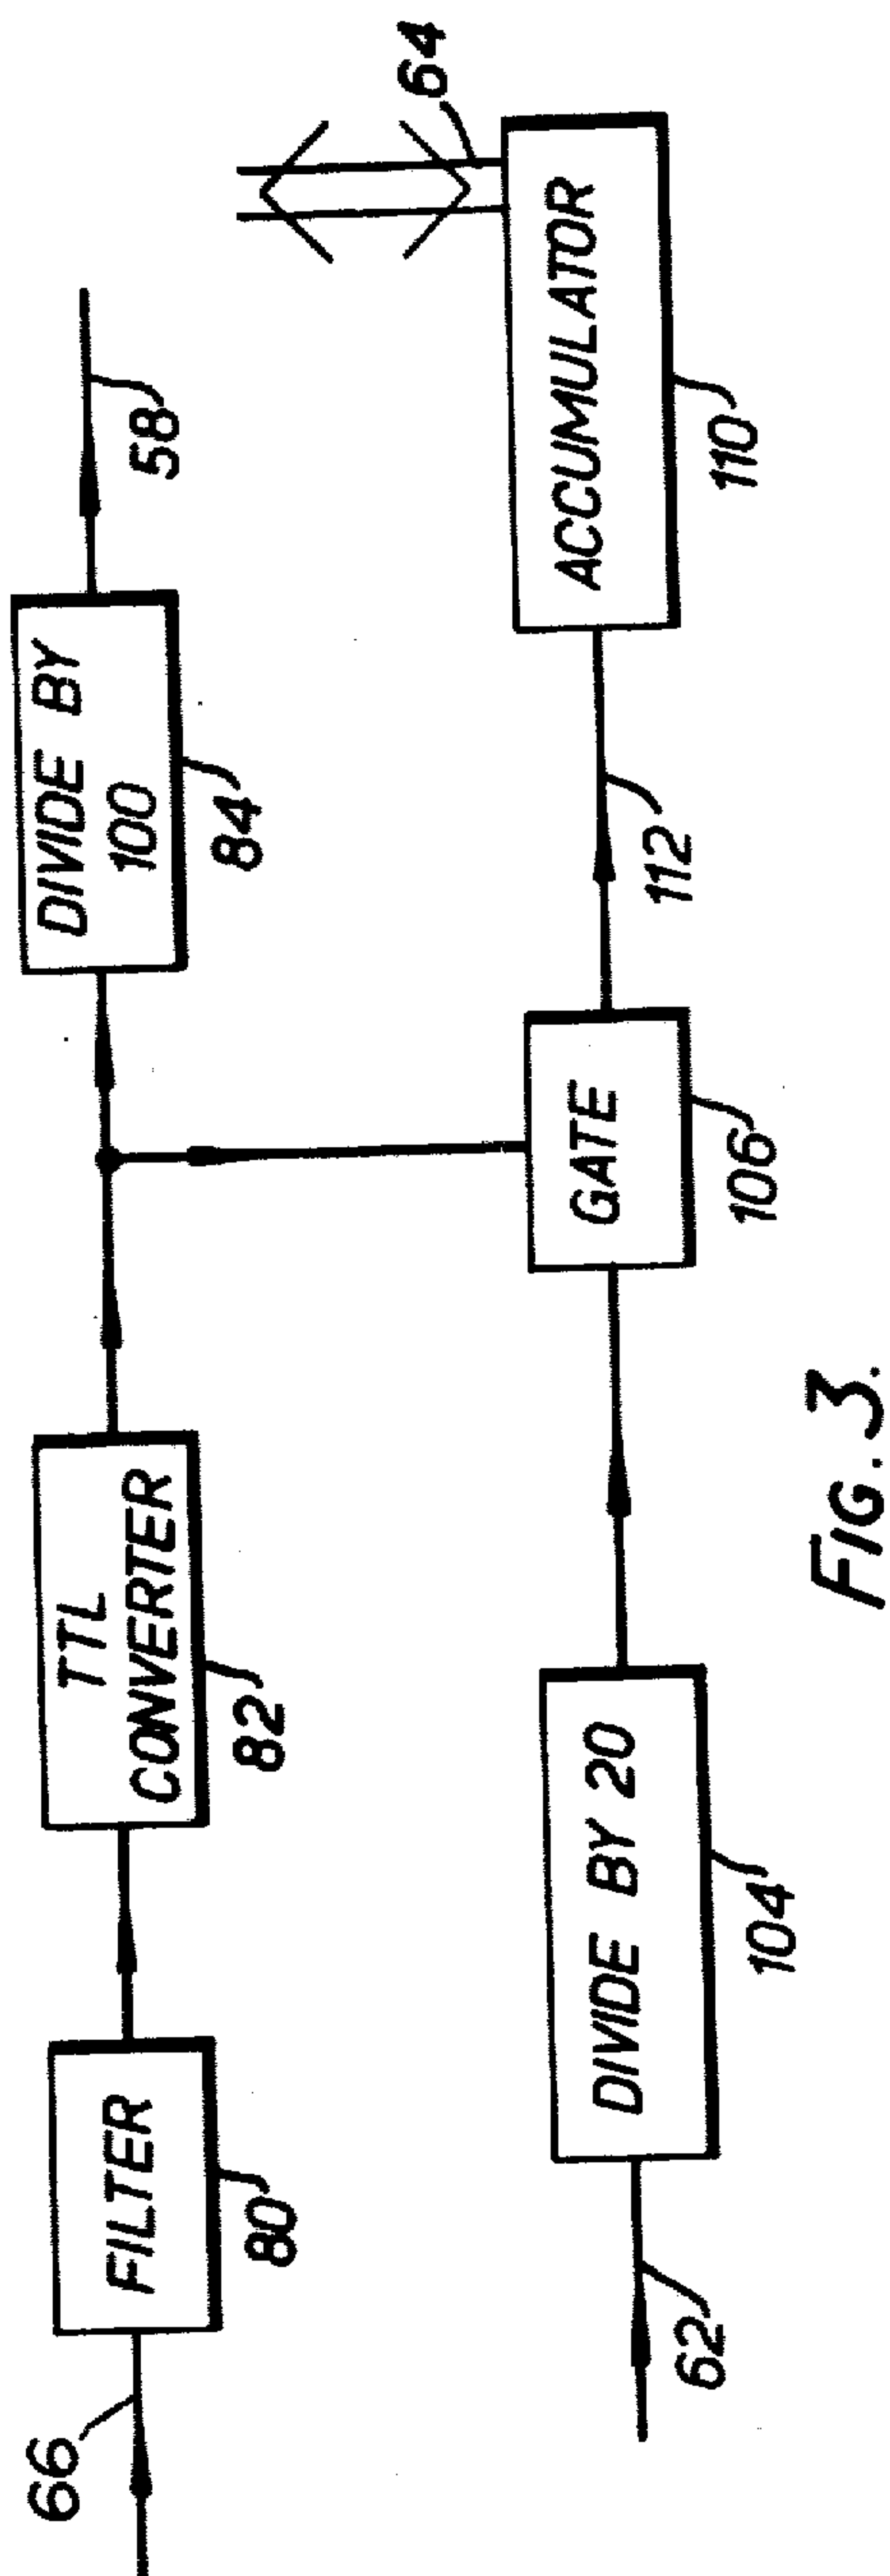 66
FILTER
80
TTL
CONVERTER
82
DIVIDE BY
100
84
58
62
DIVIDE BY 20
104
GATE
106
112
ACCUMULATOR
110
64
FIG. 3.